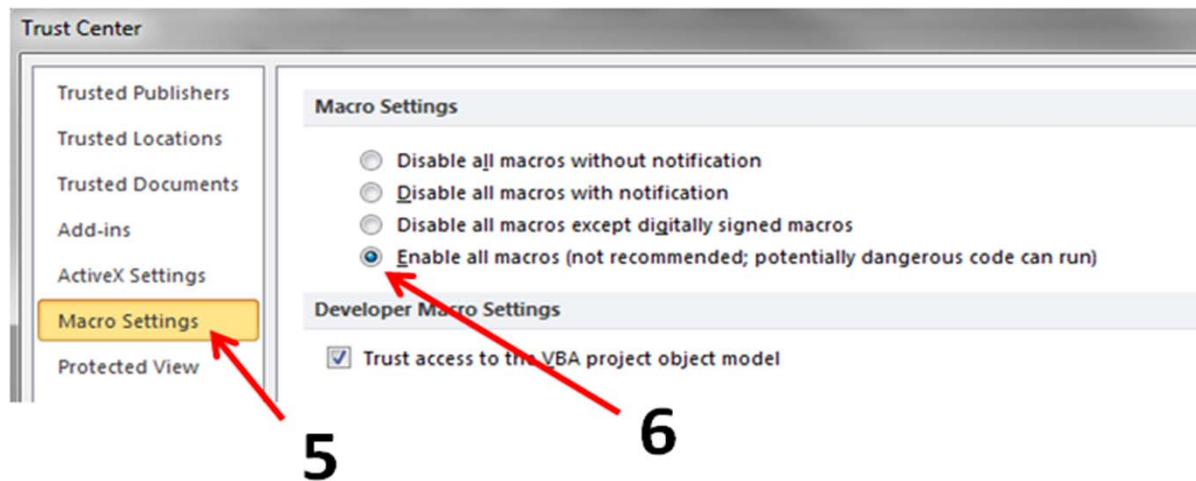 Trust Center
Trusted Publishers
Trusted Locations
Trusted Documents
Add-ins
ActiveX Settings
Macro Settings
Protected View
Macro Settings
Disable all macros without notification
Disable all macros with notification
Disable all macros except digitally signed macros
Enable all macros (not recommended; potentially dangerous code can run)
Developer Macro Settings
Trust access to the VBA project object model
5
6